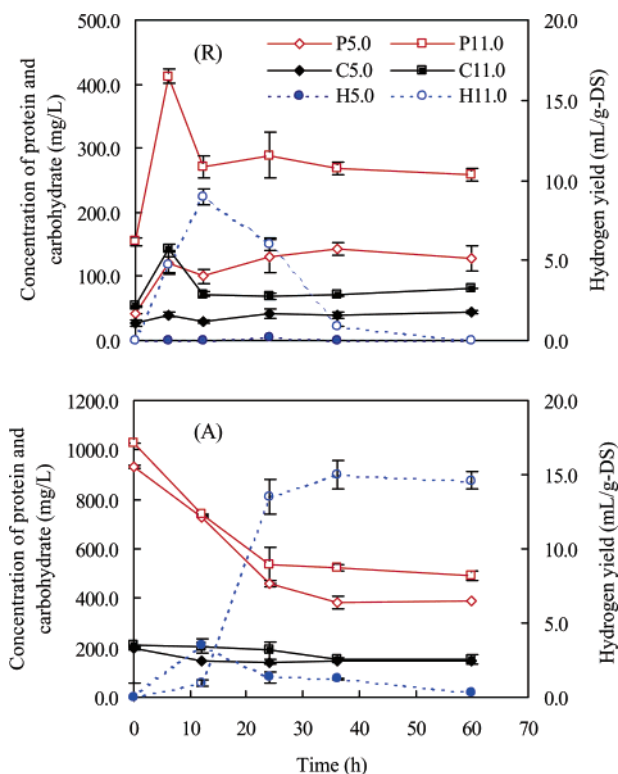 Concentration of protein and
carbohydrate (mg/L)
500.0
400.0
300.0
200.0
100.0
0.0
(R)
P5.0
P11.0
C5.0
C11.0
H5.0
H11.0
20.0
15.0
10.0
5.0
0.0
Hydrogen yield (mL/g-DS)
Concentration of protein and
carbohydrate (mg/L)
1200.0
1000.0
800.0
600.0
400.0
200.0
0.0
(A)
20.0
15.0
10.0
5.0
0.0
Hydrogen yield (mL/g-DS)
0 10 20 30 40 50 60 70
Time (h)